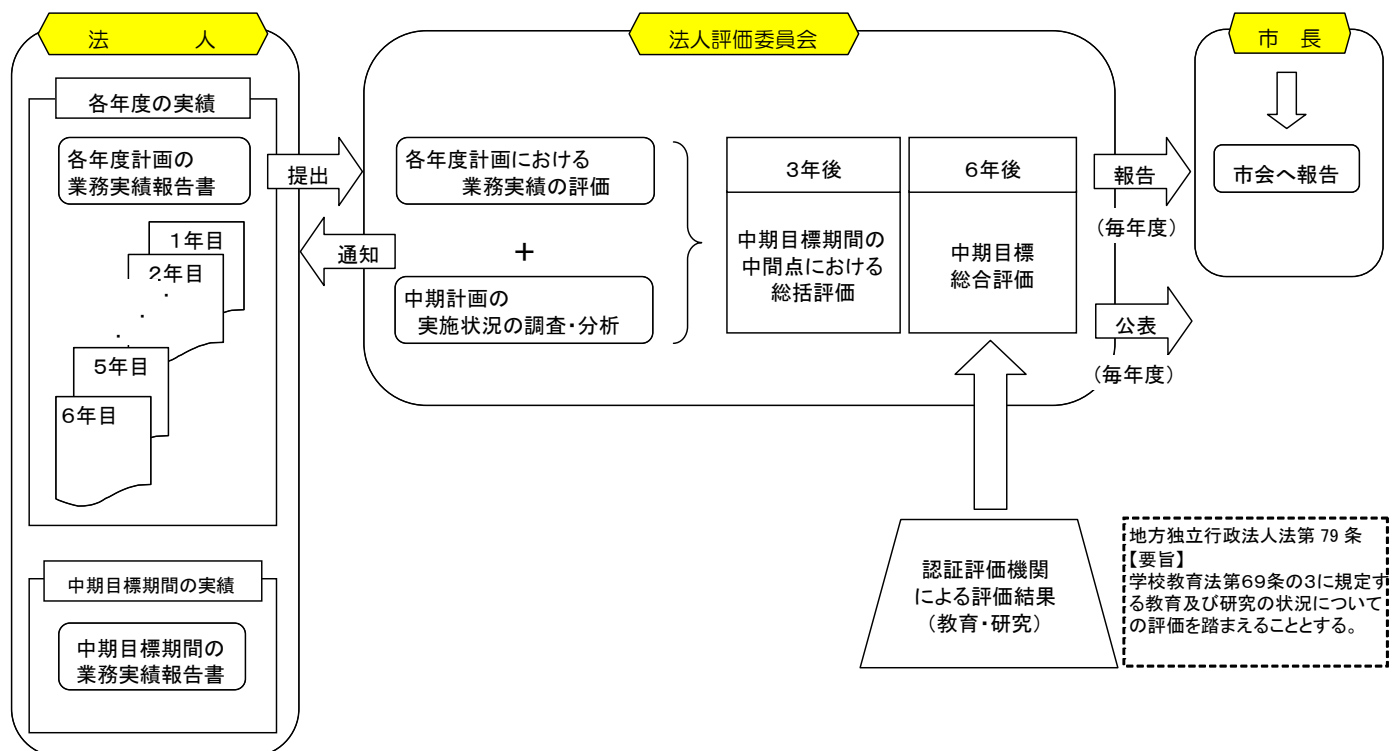 法　　　人
各年度の実績
各年度計画の
業務実績報告書
1年目
2年目
・
・
・
5年目
6年目
中期目標期間の実績
中期目標期間の
業務実績報告書
提出
通知
法人評価委員会
各年度計画における
業務実績の評価
+
中期計画の
実施状況の調査・分析
3年後
中期目標期間の
中間点における
総括評価
6年後
中期目標
総合評価
認証評価機関
による評価結果
(教育・研究)
報告
(毎年度)
公表
(毎年度)
市　長
市会へ報告
地方独立行政法人法第 79 条
【要旨】
学校教育法第69条の3に規定す
る教育及び研究の状況について
の評価を踏まえることとする。